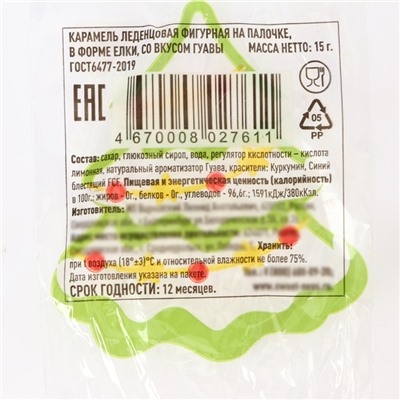 КАРАМЕЛЬ ЛЕДЕНЦОВАЯ ФИГУРНАЯ НА ПАЛОЧКЕ,
В ФОРМЕ ЕЛКИ, СО ВКУСОМ ГУАВЫ МАССА НЕТТО: 15 г.
ГОСТ6477-2019
EAC
4 670008 027611
05
PP
Состав: сахар, глюкозный сироп, вода, регулятор кислотности – кислота
лимонная, натуральный ароматизатор Гуава, красители: Куркумин, Синий
блестящий FCF. Пищевая и энергетическая ценность (калорийность)
в 100г.: жиров - 0г., белков - 0г., углеводов - 96,6г.; 1591кДж/380кКал.
Изготовитель:
Хранить:
при t воздуха (18°±3)°С и относительной влажности не более 75%.
Дата изготовления указана на пакете.
СРОК ГОДНОСТИ: 12 месяцев.